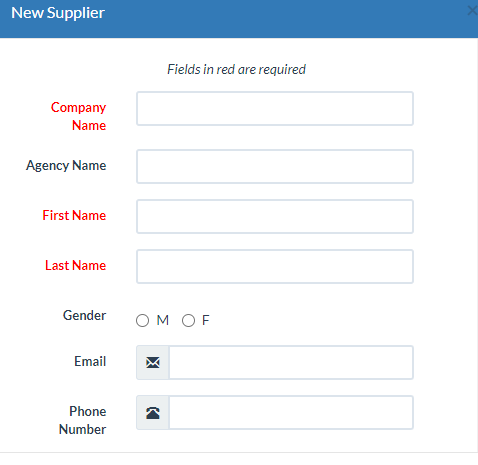 New Supplier
Fields in red are required
Company
Name
Agency Name
First Name
Last Name
Gender
M F
Email
Phone
Number